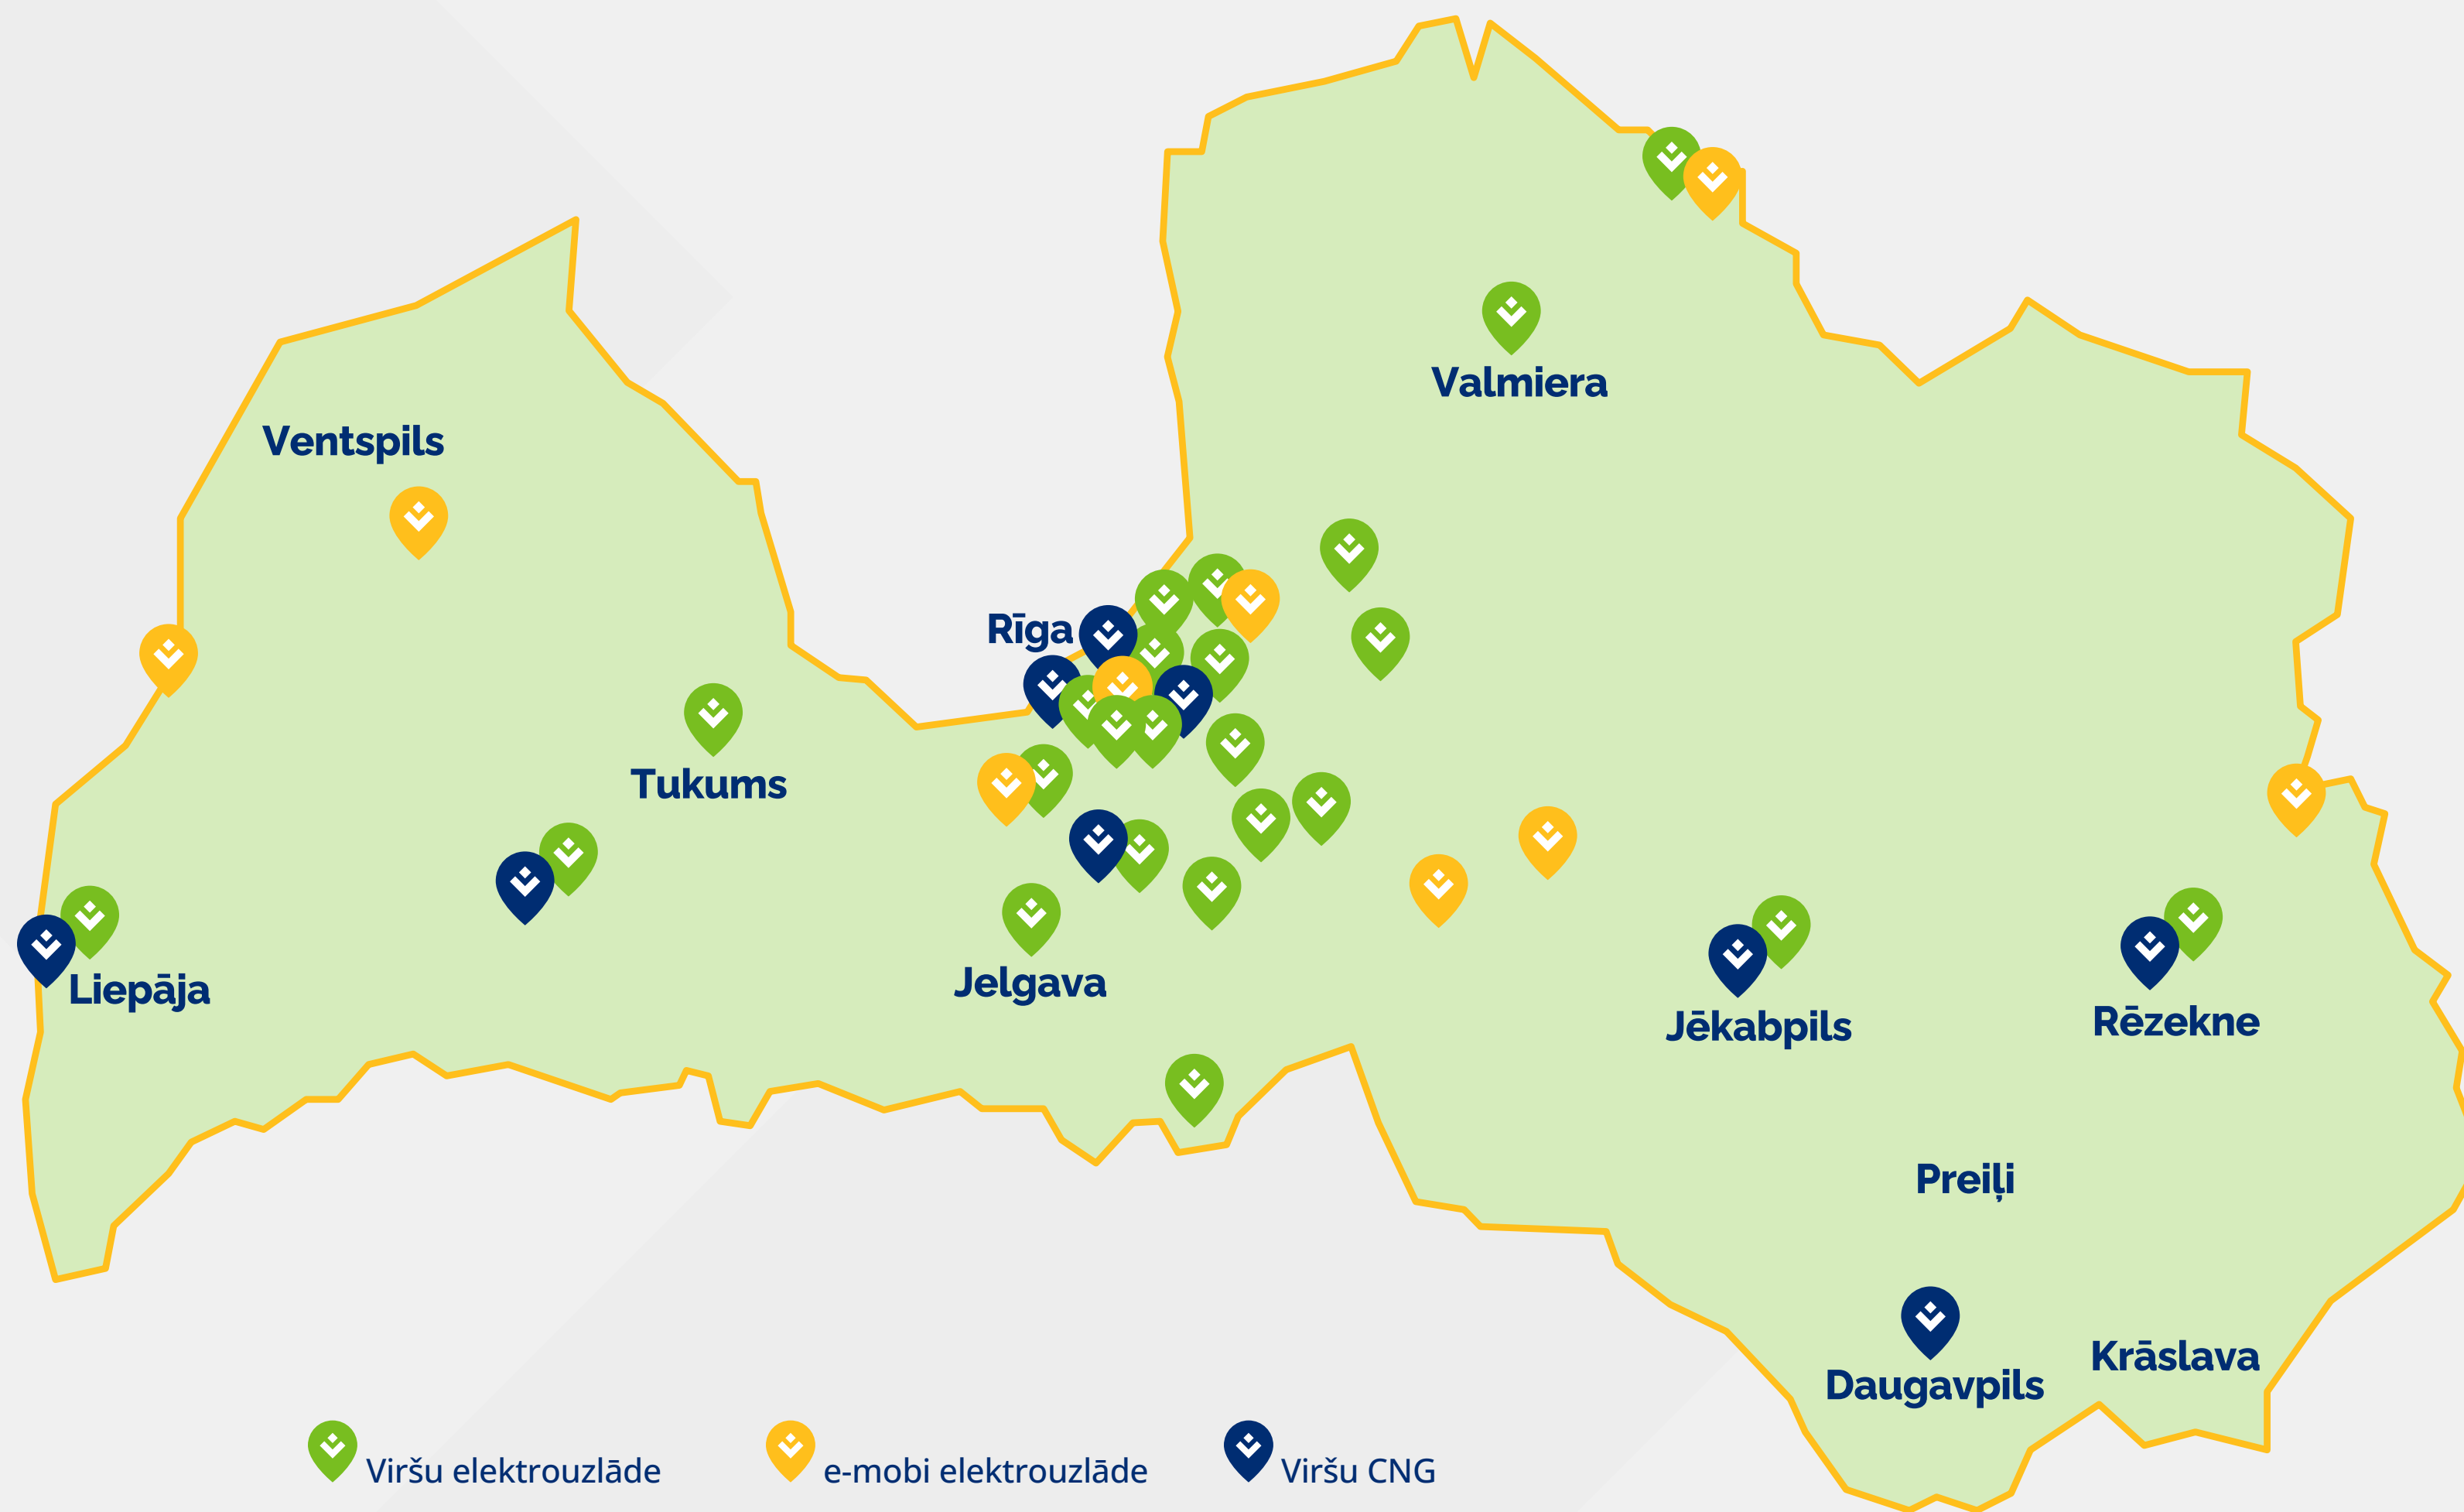 Valmiera
Ventspils
Rīga
Tukums
Liepāja
Jelgava
Jēkabpils
Rēzekne
Preiļi
Krāslava
Daugavpils
Viršu elektrouzlāde
e-mobi elektrouzlāde
Viršu CNG